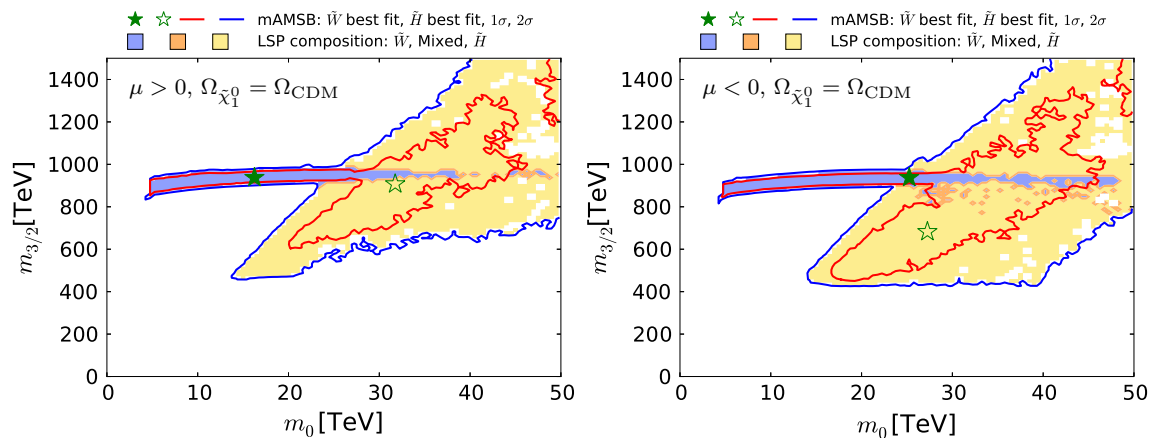 mAMSB: W̃ best fit, H̃ best fit, 1σ, 2σ
LSP composition: W̃, Mixed, H̃
μ > 0, Ω_χ̃₁⁰ = Ω_CDM
m_3/2[TeV]
1400
1200
1000
800
600
400
200
0
0 10 20 30 40 50
m_0 [TeV]
mAMSB: W̃ best fit, H̃ best fit, 1σ, 2σ
LSP composition: W̃, Mixed, H̃
μ < 0, Ω_χ̃₁⁰ = Ω_CDM
m_3/2[TeV]
1400
1200
1000
800
600
400
200
0
0 10 20 30 40 50
m_0 [TeV]